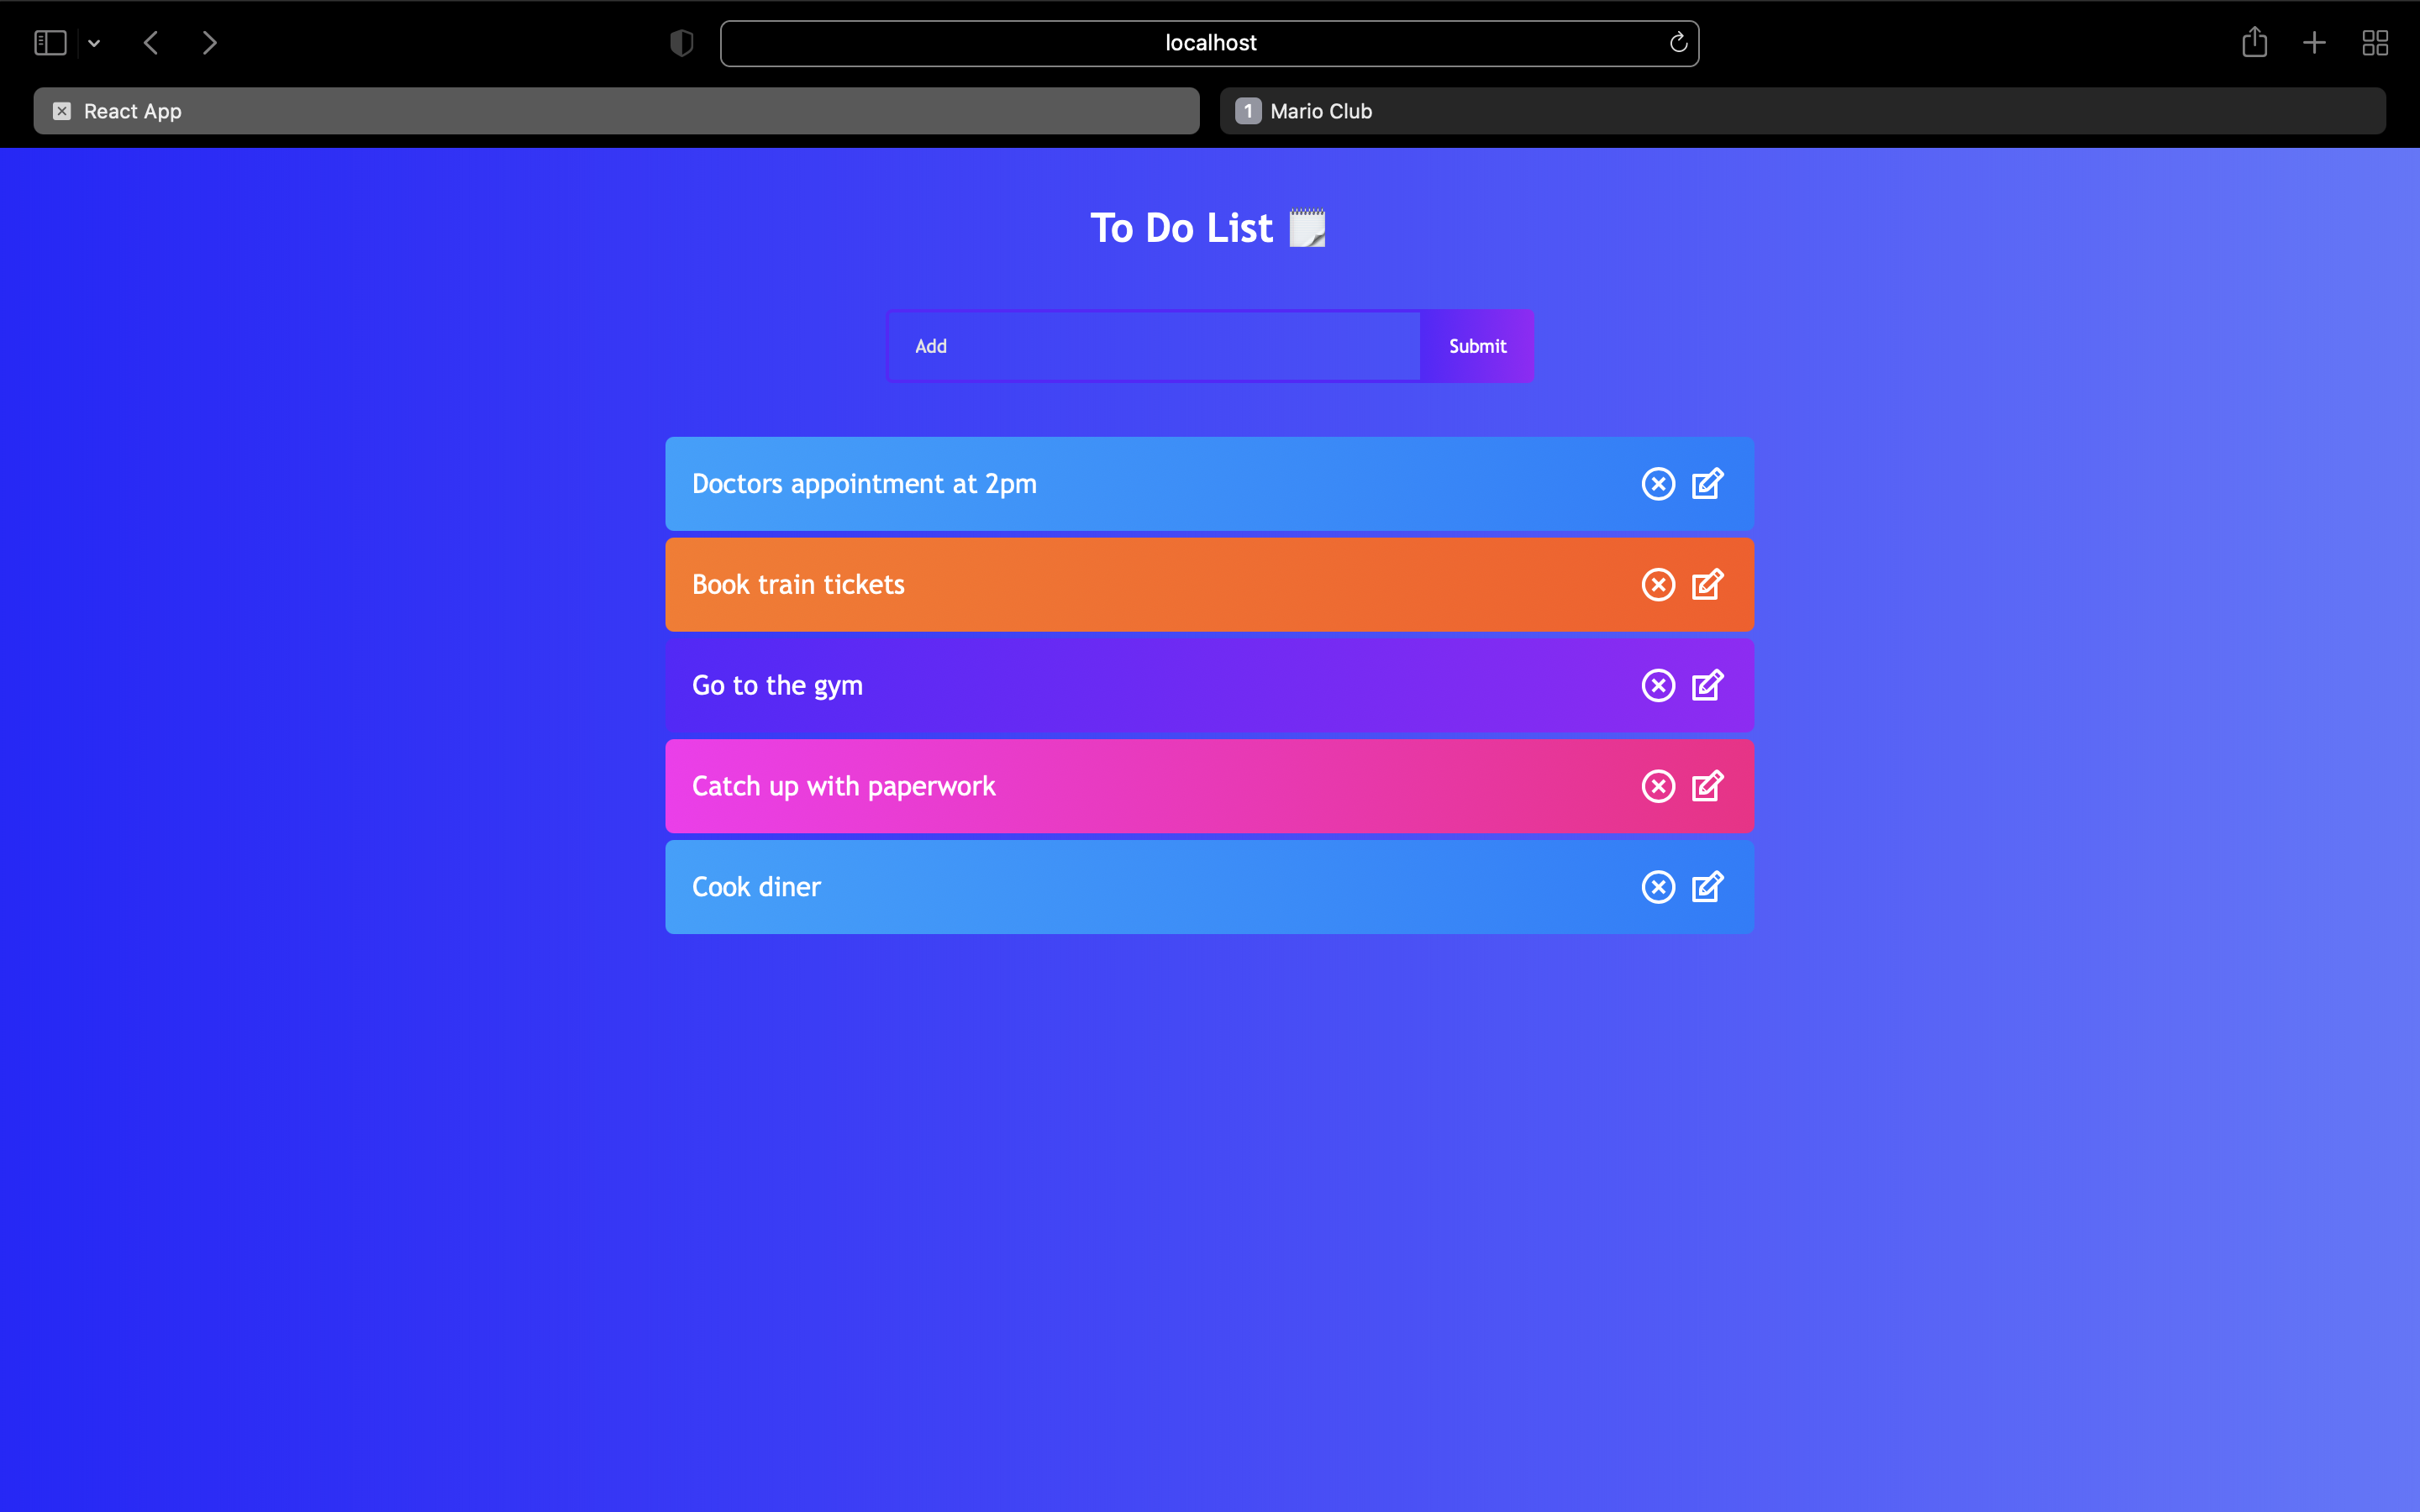 localhost
React App
1 Mario Club
To Do List
Add
Submit
Doctors appointment at 2pm
Book train tickets
Go to the gym
Catch up with paperwork
Cook diner